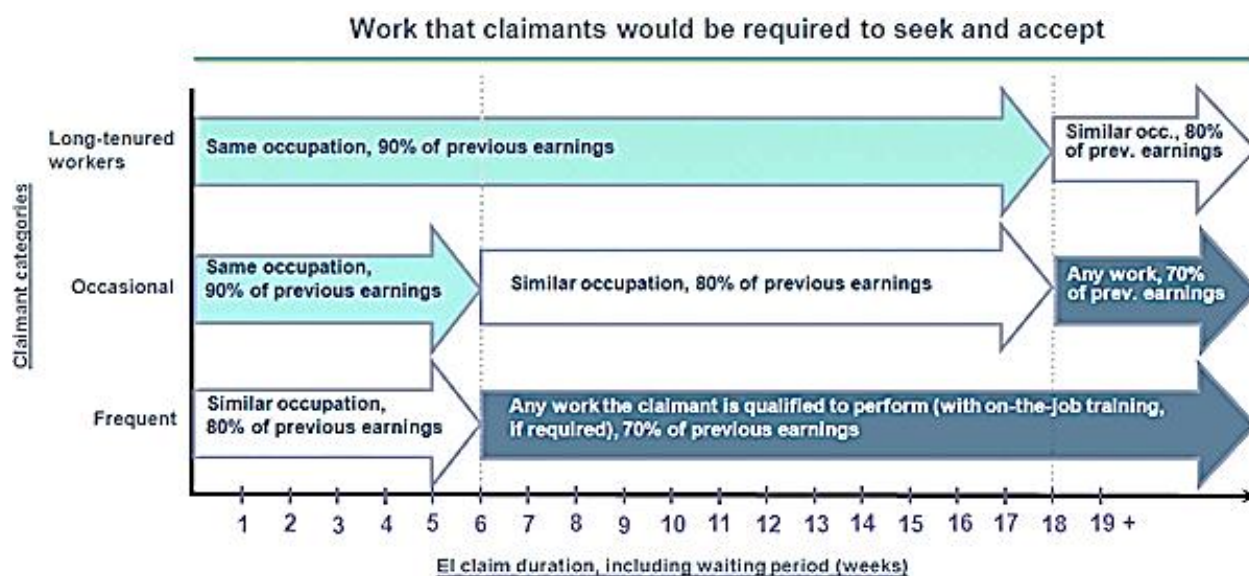 Work that claimants would be required to seek and accept
Claimant categories
Long-tenured
workers
Same occupation, 90% of previous earnings
Similar occ., 80%
of prev. earnings
Occasional
Same occupation,
90% of previous earnings
Similar occupation, 80% of previous earnings
Any work, 70%
of prev. earnings
Frequent
Similar occupation,
80% of previous earnings
Any work the claimant is qualified to perform (with on-the-job training,
if required), 70% of previous earnings
1 2 3 4 5 6 7 8 9 10 11 12 13 14 15 16 17 18 19 +
EI claim duration, including waiting period (weeks)